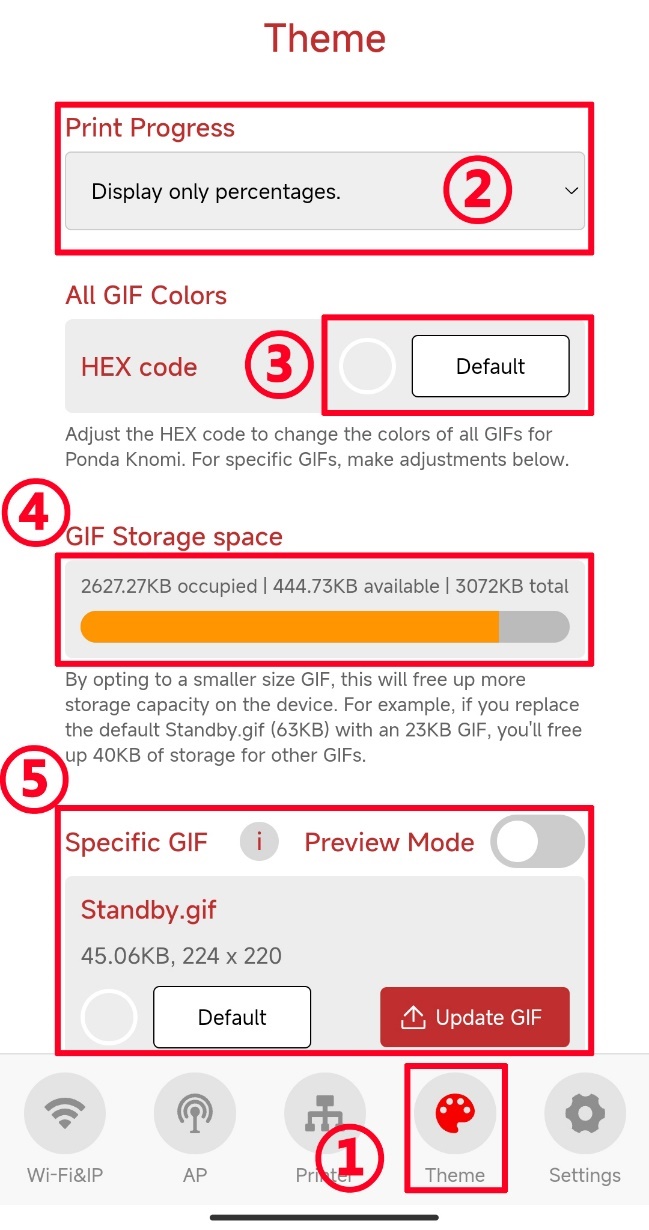 Theme
Print Progress
Display only percentages.
2
All GIF Colors
HEX code
3
Default
Adjust the HEX code to change the colors of all GIFs for
Ponda Knomi. For specific GIFs, make adjustments below.
4
GIF Storage space
2627.27KB occupied | 444.73KB available | 3072KB total
By opting to a smaller size GIF, this will free up more
storage capacity on the device. For example, if you replace
the default Standby.gif (63KB) with an 23KB GIF, you'll free
up 40KB of storage for other GIFs.
5
Specific GIF
i
Preview Mode
Standby.gif
45.06KB, 224 x 220
Default
Update GIF
1
Wi-Fi&IP
AP
Printer
Theme
Settings